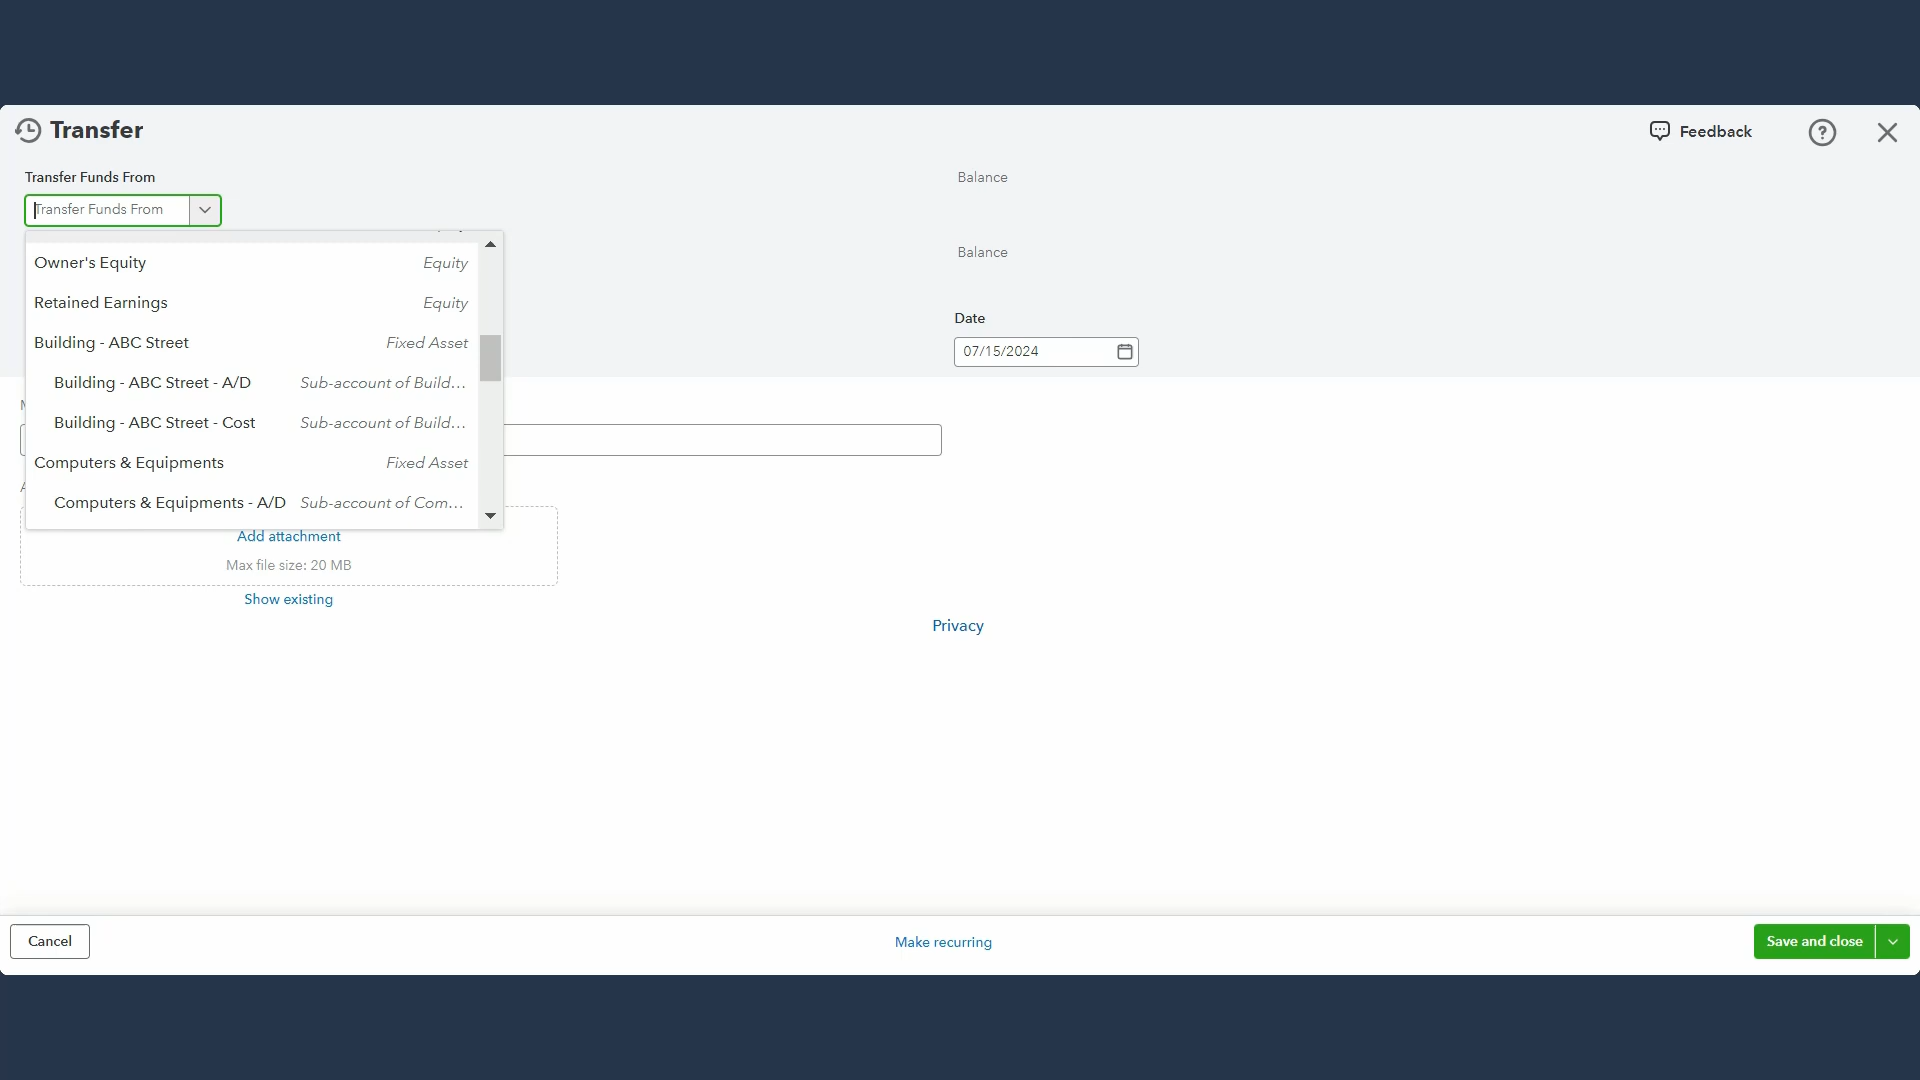 Transfer
Feedback
Transfer Funds From
Balance
Transfer Funds From
Owner's Equity Equity
Balance
Retained Earnings Equity
Date
Building - ABC Street Fixed Asset
07/15/2024
Building - ABC Street - A/D Sub-account of Build...
Building - ABC Street - Cost Sub-account of Build...
Computers & Equipments Fixed Asset
Computers & Equipments - A/D Sub-account of Com...
Add attachment
Max file size: 20 MB
Show existing
Privacy
Cancel
Make recurring
Save and close